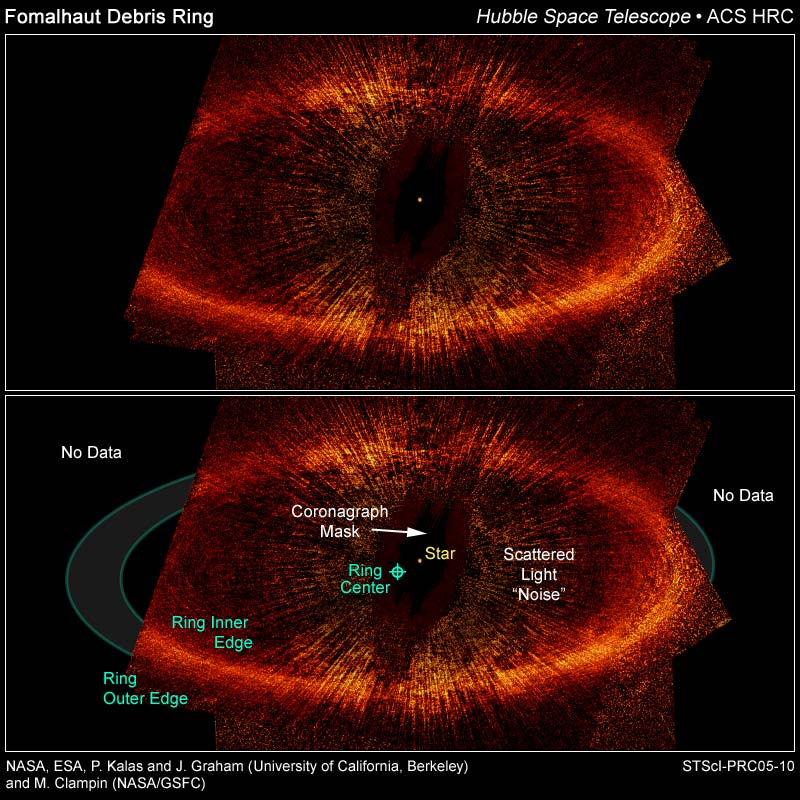 Fomalhaut Debris Ring
Hubble Space Telescope • ACS HRC
No Data
No Data
Coronagraph
Mask
Star
Scattered
Light
“Noise”
Ring
Center
Ring Inner
Edge
Ring
Outer Edge
NASA, ESA, P. Kalas and J. Graham (University of California, Berkeley)
and M. Clampin (NASA/GSFC)
STScI-PRC05-10